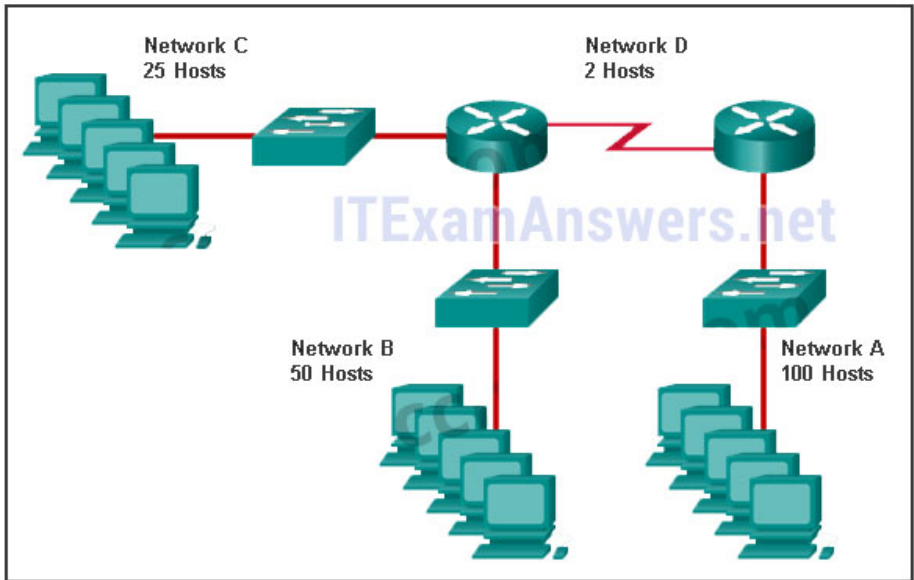 Network C
25 Hosts
Network D
2 Hosts
ITExamAnswers.net
Network B
50 Hosts
Network A
100 Hosts